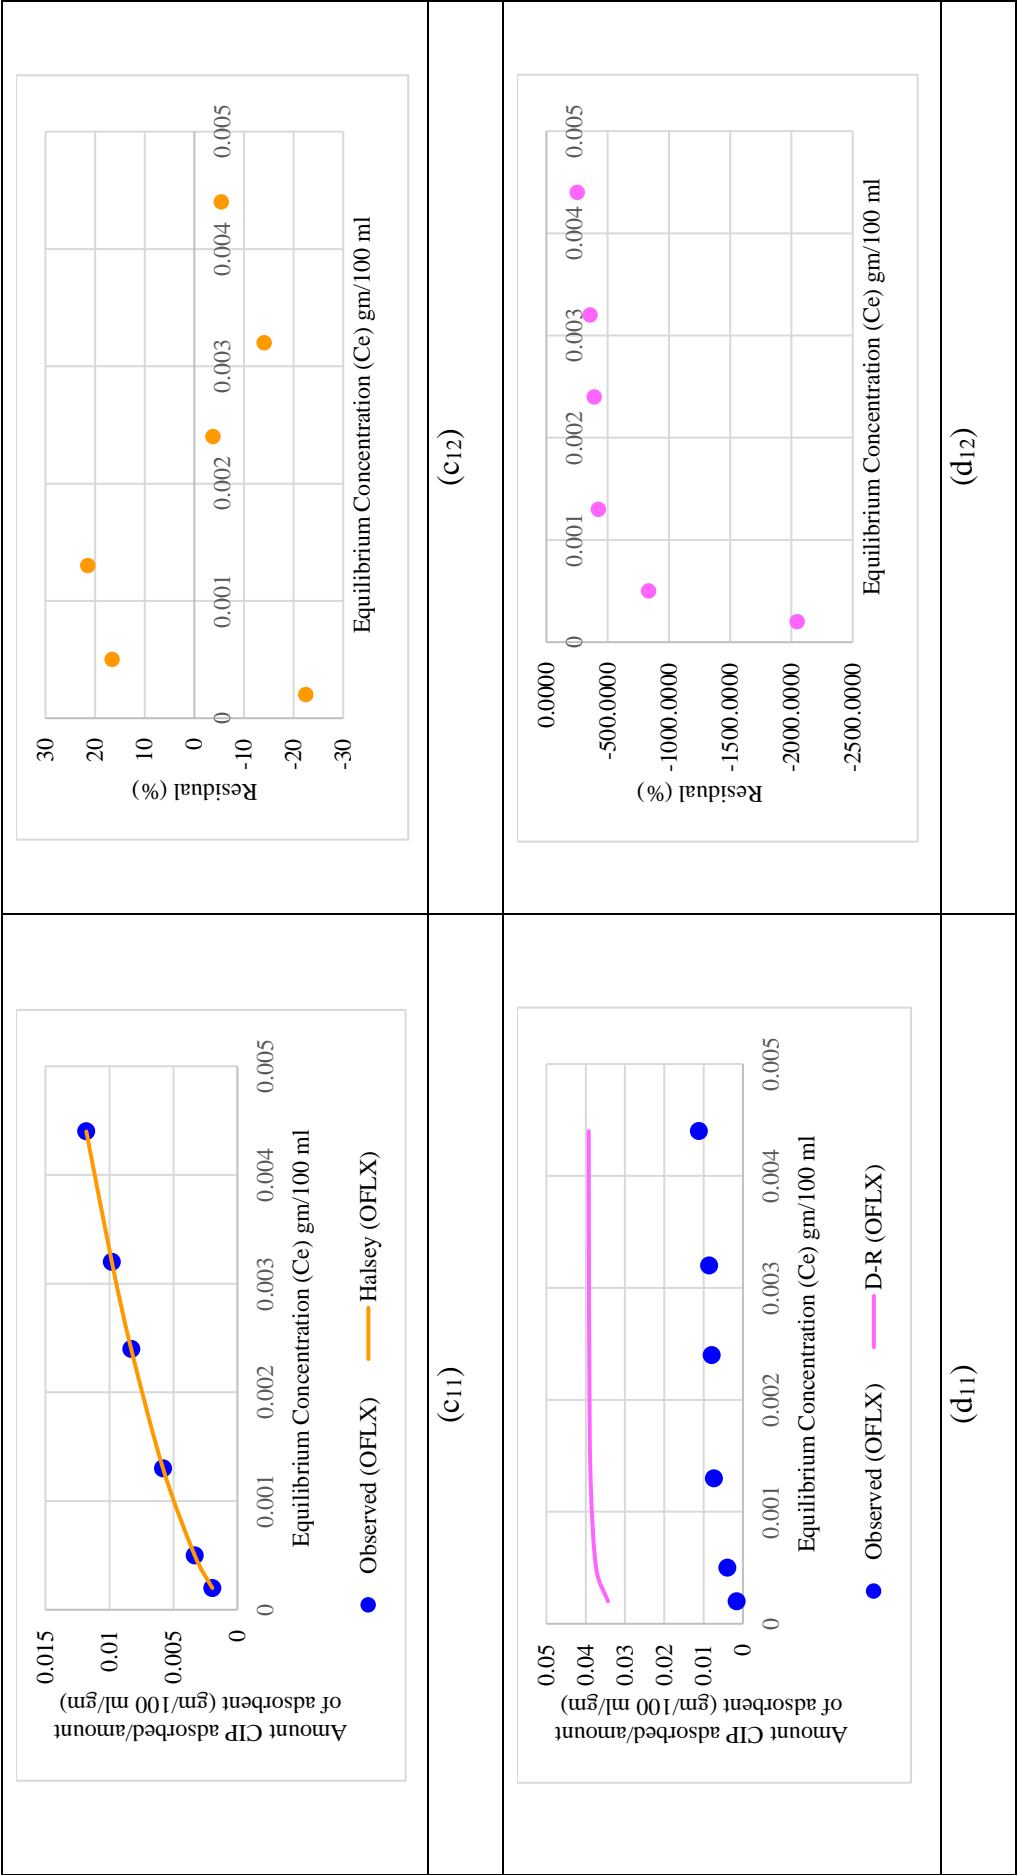 Amount CIP adsorbed/amount
of adsorbent (gm/100 ml/gm)
0.015
0.01
0.005
0
0
0.001
0.002
0.003
0.004
0.005
Equilibrium Concentration (Ce) gm/100 ml
Observed (OFLX)
Halsey (OFLX)
(c11)
Residual (%)
30
20
10
0
-10
-20
-30
0
0.001
0.002
0.003
0.004
0.005
Equilibrium Concentration (Ce) gm/100 ml
(c12)
Amount CIP adsorbed/amount
of adsorbent (gm/100 ml/gm)
0.05
0.04
0.03
0.02
0.01
0
0
0.001
0.002
0.003
0.004
0.005
Equilibrium Concentration (Ce) gm/100 ml
Observed (OFLX)
D-R (OFLX)
(d11)
Residual (%)
0.0000
-500.0000
-1000.0000
-1500.0000
-2000.0000
-2500.0000
0
0.001
0.002
0.003
0.004
0.005
Equilibrium Concentration (Ce) gm/100 ml
(d12)